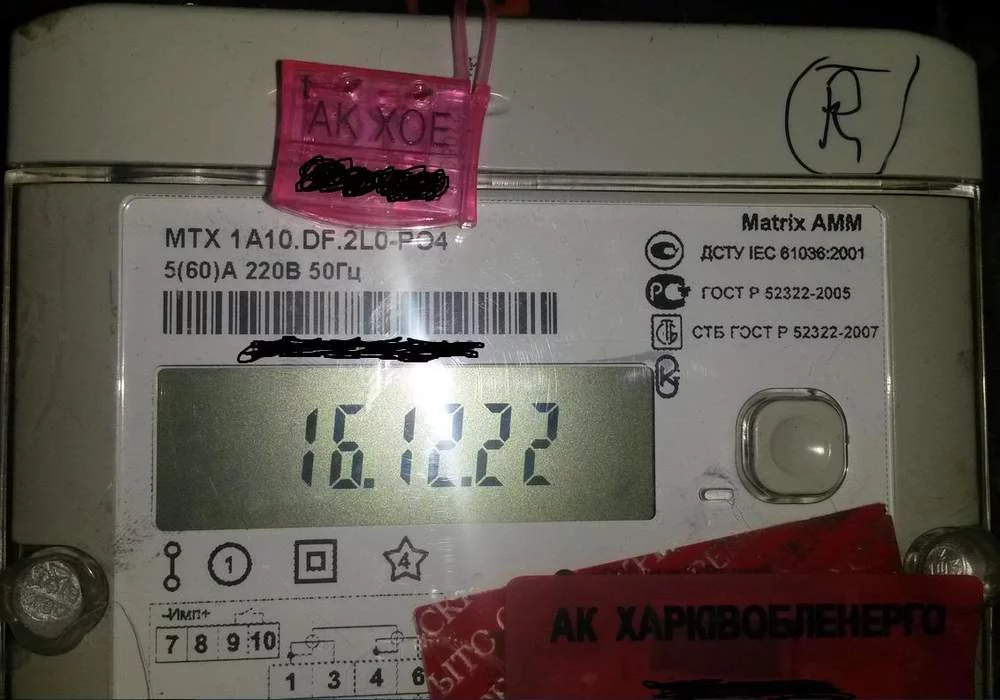 АК ХОЕ
Matrix AMM
MTX 1A10.DF.2L0-PO4
ДСТУ IEC 61036:2001
5(60)А 220В 50Гц
ГОСТ Р 52322-2005
СТБ ГОСТ Р 52322-2007
16.12.22
1
4
-Имп+
7 8 9 10
1 3 4 6
АК ХАРКІВОБЛЕНЕРГО